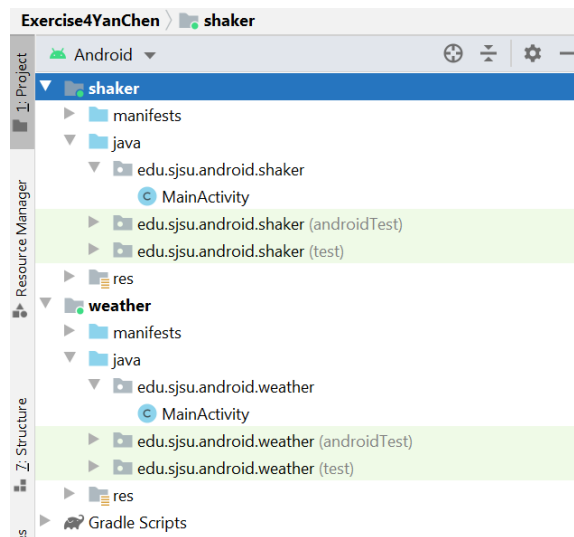 Exercise4YanChen shaker
1: Project
Android
shaker
manifests
java
edu.sjsu.android.shaker
C MainActivity
edu.sjsu.android.shaker (androidTest)
edu.sjsu.android.shaker (test)
res
Resource Manager
weather
manifests
java
edu.sjsu.android.weather
C MainActivity
edu.sjsu.android.weather (androidTest)
edu.sjsu.android.weather (test)
7: Structure
res
Gradle Scripts